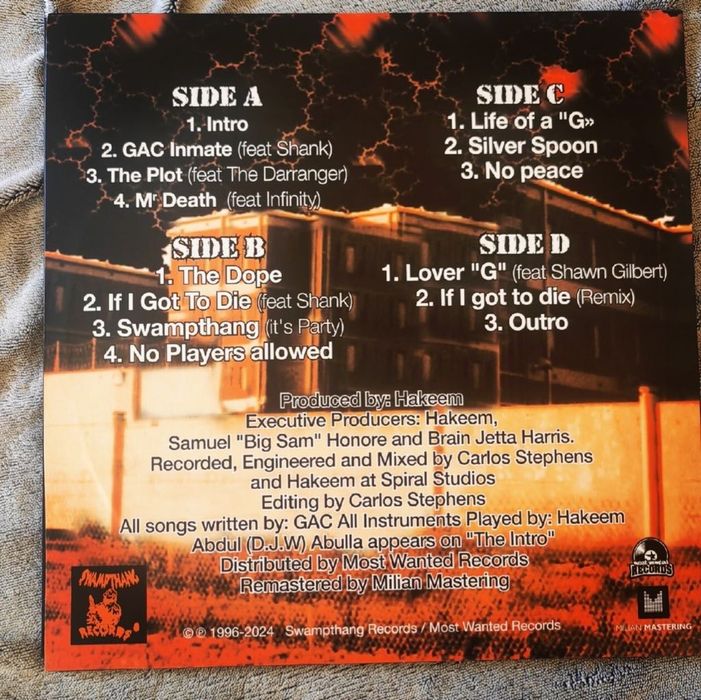 SIDE A
1. Intro
2. GAC Inmate (feat Shank)
3. The Plot (feat The Darranger)
4. Mr Death (feat Infinity)
SIDE B
1. The Dope
2. If I Got To Die (feat Shank)
3. Swampthang (it's Party)
4. No Players allowed
SIDE C
1. Life of a "G»
2. Silver Spoon
3. No peace
SIDE D
1. Lover "G" (feat Shawn Gilbert)
2. If I got to die (Remix)
3. Outro
Produced by: Hakeem
Executive Producers: Hakeem,
Samuel "Big Sam" Honore and Brain Jetta Harris.
Recorded, Engineered and Mixed by Carlos Stephens
and Hakeem at Spiral Studios
Editing by Carlos Stephens
All songs written by: GAC All Instruments Played by: Hakeem
Abdul (D.J.W) Abulla appears on "The Intro"
Distributed by Most Wanted Records
Remastered by Milian Mastering
SWAMPTHANG
RECORDS
MOST WANTED
RECORDS
MILIAN MASTERING
©℗ 1996-2024 Swampthang Records / Most Wanted Records